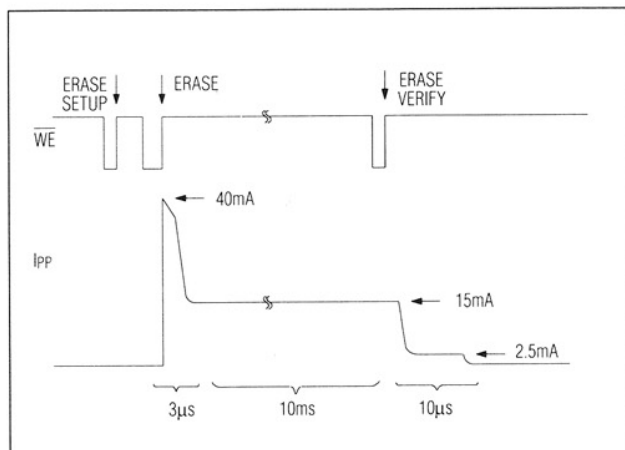 ERASE SETUP
ERASE
ERASE VERIFY
WE
40mA
IPP
15mA
2.5mA
3µs
10ms
10µs